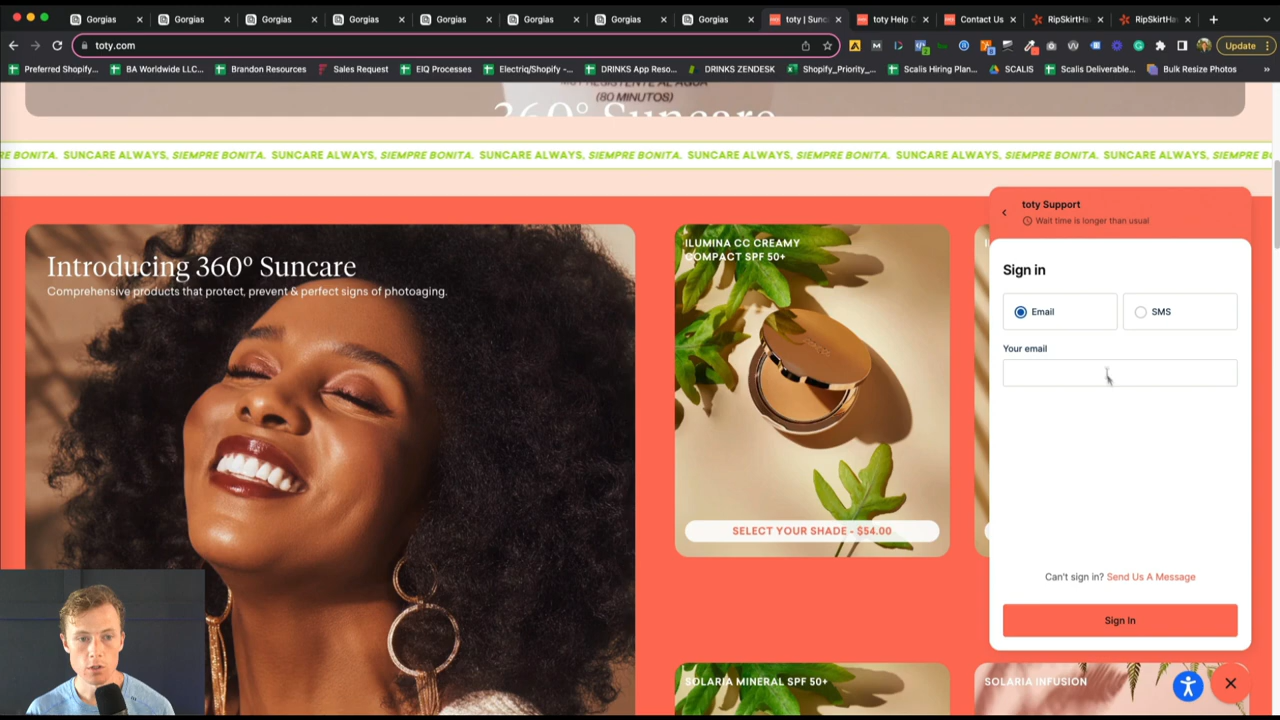 Gorgias
Gorgias
Gorgias
Gorgias
Gorgias
Gorgias
Gorgias
Gorgias
toty | Sunc
toty Help C
Contact Us
RipSkirtHa
RipSkirtHa
toty.com
Update
Preferred Shopify...
BA Worldwide LLC...
Brandon Resources
Sales Request
EIQ Processes
Electriq/Shopify -...
DRINKS App Reso...
DRINKS ZENDESK
Shopify_Priority_...
Scalis Hiring Plan...
SCALIS
Scalis Deliverable...
Bulk Resize Photos
»
MUY RESISTENTE AL AGUA
(80 MINUTOS)
360° Suncare
RE BONITA. SUNCARE ALWAYS, SIEMPRE BONITA. SUNCARE ALWAYS, SIEMPRE BONITA. SUNCARE ALWAYS, SIEMPRE BONITA. SUNCARE ALWAYS, SIEMPRE BONITA. SUNCARE ALWAYS, SIEMPRE BONITA. SUNCARE ALWAYS, SIEMPRE B
Introducing 360° Suncare
Comprehensive products that protect, prevent & perfect signs of photoaging.
ILUMINA CC CREAMY
COMPACT SPF 50+
SELECT YOUR SHADE - $54.00
SOLARIA MINERAL SPF 50+
SOLARIA INFUSION
toty Support
Wait time is longer than usual
Sign in
Email
SMS
Your email
Can't sign in? Send Us A Message
Sign In